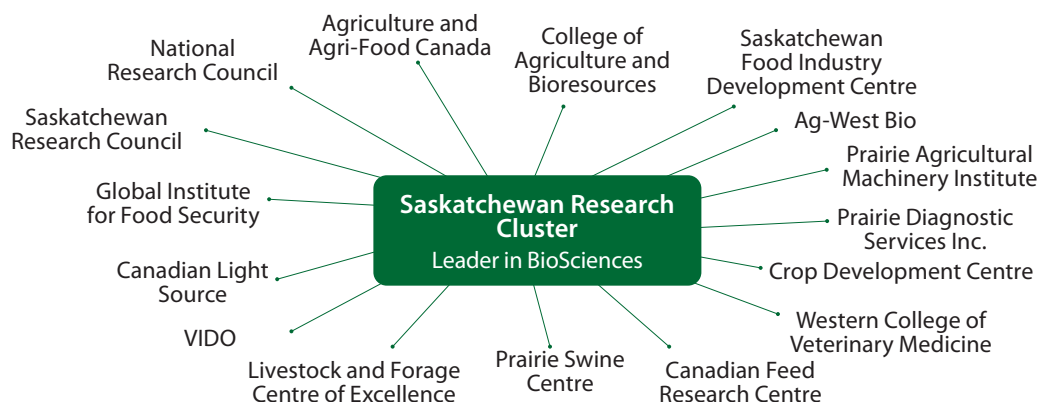 Agriculture and
Agri-Food Canada
National
Research Council
College of
Agriculture and
Bioresources
Saskatchewan
Food Industry
Development Centre
Saskatchewan
Research Council
Ag-West Bio
Prairie Agricultural
Machinery Institute
Global Institute
for Food Security
Saskatchewan Research
Cluster
Leader in BioSciences
Prairie Diagnostic
Services Inc.
Canadian Light
Source
Crop Development Centre
VIDO
Western College of
Veterinary Medicine
Livestock and Forage
Centre of Excellence
Prairie Swine
Centre
Canadian Feed
Research Centre